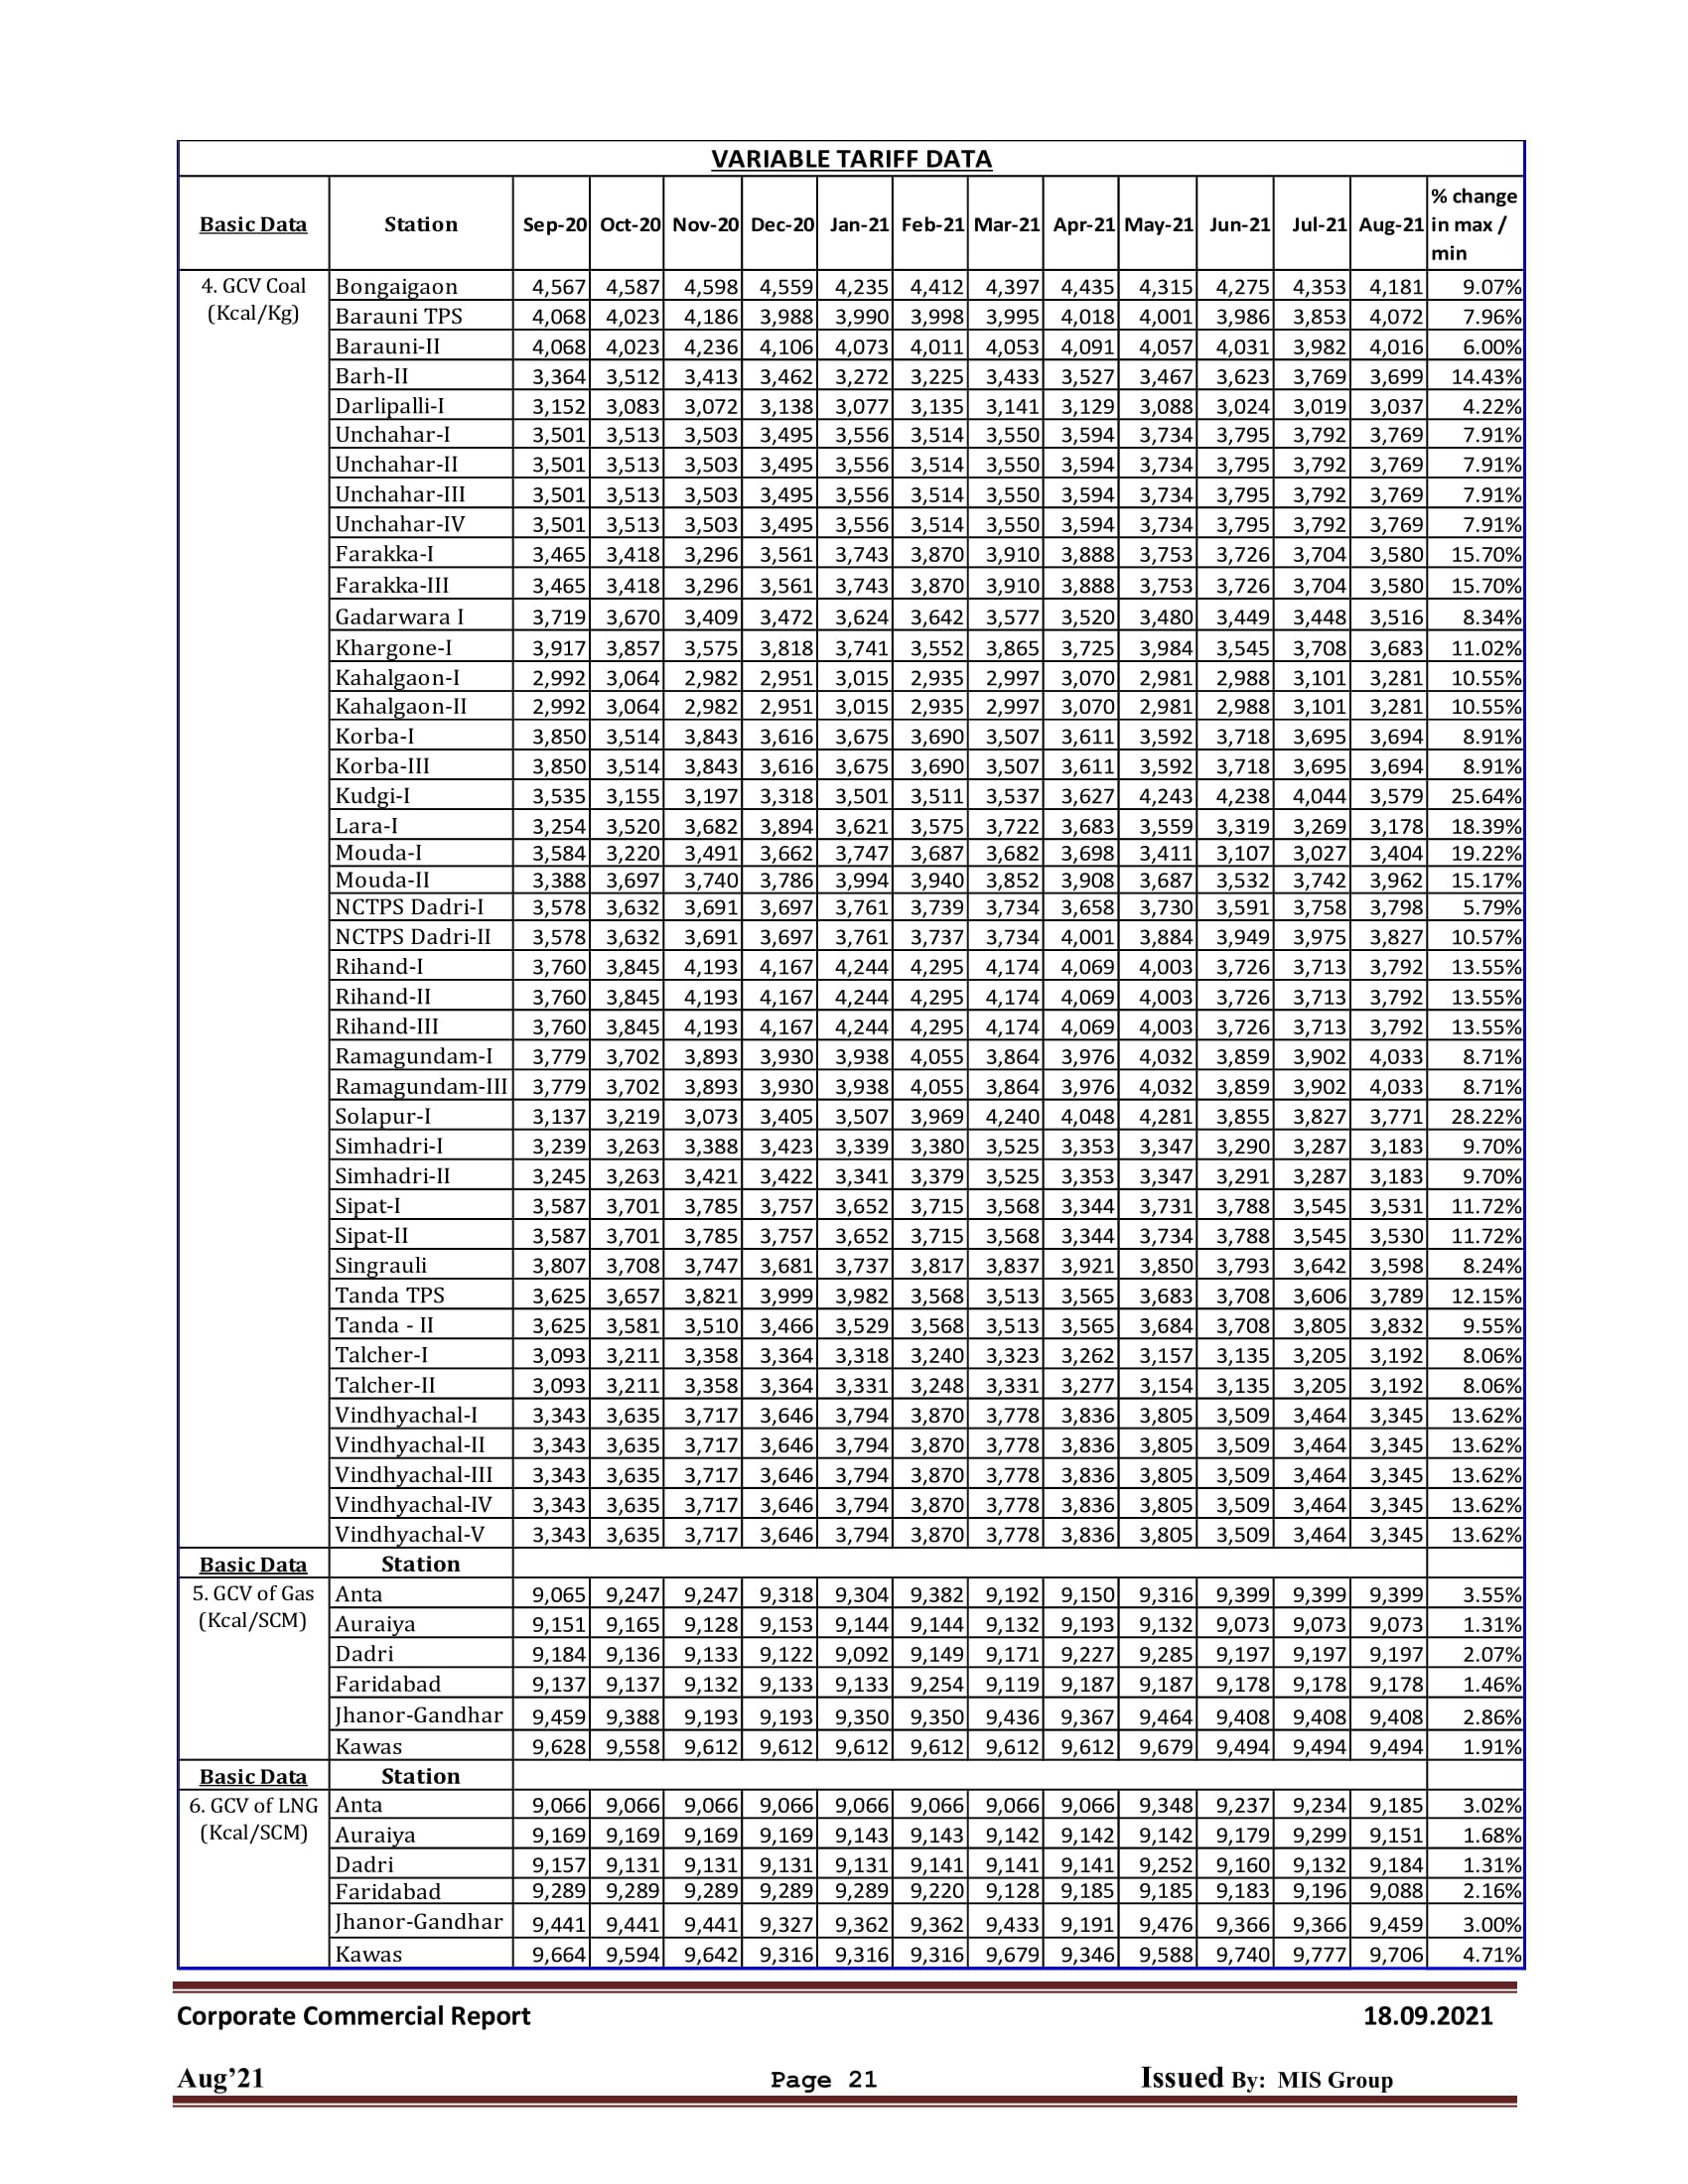 VARIABLE TARIFF DATA
Basic Data Station Sep-20 Oct-20 Nov-20 Dec-20 Jan-21 Feb-21 Mar-21 Apr-21 May-21 Jun-21 Jul-21 Aug-21 % change in max / min
4. GCV Coal (Kcal/Kg)
Bongaigaon 4,567 4,587 4,598 4,559 4,235 4,412 4,397 4,435 4,315 4,275 4,353 4,181 9.07%
Barauni TPS 4,068 4,023 4,186 3,988 3,990 3,998 3,995 4,018 4,001 3,986 3,853 4,072 7.96%
Barauni-II 4,068 4,023 4,236 4,106 4,073 4,011 4,053 4,091 4,057 4,031 3,982 4,016 6.00%
Barh-II 3,364 3,512 3,413 3,462 3,272 3,225 3,433 3,527 3,467 3,623 3,769 3,699 14.43%
Darlipalli-I 3,152 3,083 3,072 3,138 3,077 3,135 3,141 3,129 3,088 3,024 3,019 3,037 4.22%
Unchahar-I 3,501 3,513 3,503 3,495 3,556 3,514 3,550 3,594 3,734 3,795 3,792 3,769 7.91%
Unchahar-II 3,501 3,513 3,503 3,495 3,556 3,514 3,550 3,594 3,734 3,795 3,792 3,769 7.91%
Unchahar-III 3,501 3,513 3,503 3,495 3,556 3,514 3,550 3,594 3,734 3,795 3,792 3,769 7.91%
Unchahar-IV 3,501 3,513 3,503 3,495 3,556 3,514 3,550 3,594 3,734 3,795 3,792 3,769 7.91%
Farakka-I 3,465 3,418 3,296 3,561 3,743 3,870 3,910 3,888 3,753 3,726 3,704 3,580 15.70%
Farakka-III 3,465 3,418 3,296 3,561 3,743 3,870 3,910 3,888 3,753 3,726 3,704 3,580 15.70%
Gadarwara I 3,719 3,670 3,409 3,472 3,624 3,642 3,577 3,520 3,480 3,449 3,448 3,516 8.34%
Khargone-I 3,917 3,857 3,575 3,818 3,741 3,552 3,865 3,725 3,984 3,545 3,708 3,683 11.02%
Kahalgaon-I 2,992 3,064 2,982 2,951 3,015 2,935 2,997 3,070 2,981 2,988 3,101 3,281 10.55%
Kahalgaon-II 2,992 3,064 2,982 2,951 3,015 2,935 2,997 3,070 2,981 2,988 3,101 3,281 10.55%
Korba-I 3,850 3,514 3,843 3,616 3,675 3,690 3,507 3,611 3,592 3,718 3,695 3,694 8.91%
Korba-III 3,850 3,514 3,843 3,616 3,675 3,690 3,507 3,611 3,592 3,718 3,695 3,694 8.91%
Kudgi-I 3,535 3,155 3,197 3,318 3,501 3,511 3,537 3,627 4,243 4,238 4,044 3,579 25.64%
Lara-I 3,254 3,520 3,682 3,894 3,621 3,575 3,722 3,683 3,559 3,319 3,269 3,178 18.39%
Mouda-I 3,584 3,220 3,491 3,662 3,747 3,687 3,682 3,698 3,411 3,107 3,027 3,404 19.22%
Mouda-II 3,388 3,697 3,740 3,786 3,994 3,940 3,852 3,908 3,687 3,532 3,742 3,962 15.17%
NCTPS Dadri-I 3,578 3,632 3,691 3,697 3,761 3,739 3,734 3,658 3,730 3,591 3,758 3,798 5.79%
NCTPS Dadri-II 3,578 3,632 3,691 3,697 3,761 3,737 3,734 4,001 3,884 3,949 3,975 3,827 10.57%
Rihand-I 3,760 3,845 4,193 4,167 4,244 4,295 4,174 4,069 4,003 3,726 3,713 3,792 13.55%
Rihand-II 3,760 3,845 4,193 4,167 4,244 4,295 4,174 4,069 4,003 3,726 3,713 3,792 13.55%
Rihand-III 3,760 3,845 4,193 4,167 4,244 4,295 4,174 4,069 4,003 3,726 3,713 3,792 13.55%
Ramagundam-I 3,779 3,702 3,893 3,930 3,938 4,055 3,864 3,976 4,032 3,859 3,902 4,033 8.71%
Ramagundam-III 3,779 3,702 3,893 3,930 3,938 4,055 3,864 3,976 4,032 3,859 3,902 4,033 8.71%
Solapur-I 3,137 3,219 3,073 3,405 3,507 3,969 4,240 4,048 4,281 3,855 3,827 3,771 28.22%
Simhadri-I 3,239 3,263 3,388 3,423 3,339 3,380 3,525 3,353 3,347 3,290 3,287 3,183 9.70%
Simhadri-II 3,245 3,263 3,421 3,422 3,341 3,379 3,525 3,353 3,347 3,291 3,287 3,183 9.70%
Sipat-I 3,587 3,701 3,785 3,757 3,652 3,715 3,568 3,344 3,731 3,788 3,545 3,531 11.72%
Sipat-II 3,587 3,701 3,785 3,757 3,652 3,715 3,568 3,344 3,734 3,788 3,545 3,530 11.72%
Singrauli 3,807 3,708 3,747 3,681 3,737 3,817 3,837 3,921 3,850 3,793 3,642 3,598 8.24%
Tanda TPS 3,625 3,657 3,821 3,999 3,982 3,568 3,513 3,565 3,683 3,708 3,606 3,789 12.15%
Tanda - II 3,625 3,581 3,510 3,466 3,529 3,568 3,513 3,565 3,684 3,708 3,805 3,832 9.55%
Talcher-I 3,093 3,211 3,358 3,364 3,318 3,240 3,323 3,262 3,157 3,135 3,205 3,192 8.06%
Talcher-II 3,093 3,211 3,358 3,364 3,331 3,248 3,331 3,277 3,154 3,135 3,205 3,192 8.06%
Vindhyachal-I 3,343 3,635 3,717 3,646 3,794 3,870 3,778 3,836 3,805 3,509 3,464 3,345 13.62%
Vindhyachal-II 3,343 3,635 3,717 3,646 3,794 3,870 3,778 3,836 3,805 3,509 3,464 3,345 13.62%
Vindhyachal-III 3,343 3,635 3,717 3,646 3,794 3,870 3,778 3,836 3,805 3,509 3,464 3,345 13.62%
Vindhyachal-IV 3,343 3,635 3,717 3,646 3,794 3,870 3,778 3,836 3,805 3,509 3,464 3,345 13.62%
Vindhyachal-V 3,343 3,635 3,717 3,646 3,794 3,870 3,778 3,836 3,805 3,509 3,464 3,345 13.62%
Basic Data Station
5. GCV of Gas (Kcal/SCM)
Anta 9,065 9,247 9,247 9,318 9,304 9,382 9,192 9,150 9,316 9,399 9,399 9,399 3.55%
Auraiya 9,151 9,165 9,128 9,153 9,144 9,144 9,132 9,193 9,132 9,073 9,073 9,073 1.31%
Dadri 9,184 9,136 9,133 9,122 9,092 9,149 9,171 9,227 9,285 9,197 9,197 9,197 2.07%
Faridabad 9,137 9,137 9,132 9,133 9,133 9,254 9,119 9,187 9,187 9,178 9,178 9,178 1.46%
Jhanor-Gandhar 9,459 9,388 9,193 9,193 9,350 9,350 9,436 9,367 9,464 9,408 9,408 9,408 2.86%
Kawas 9,628 9,558 9,612 9,612 9,612 9,612 9,612 9,612 9,679 9,494 9,494 9,494 1.91%
Basic Data Station
6. GCV of LNG (Kcal/SCM)
Anta 9,066 9,066 9,066 9,066 9,066 9,066 9,066 9,066 9,348 9,237 9,234 9,185 3.02%
Auraiya 9,169 9,169 9,169 9,169 9,143 9,143 9,142 9,142 9,142 9,179 9,299 9,151 1.68%
Dadri 9,157 9,131 9,131 9,131 9,131 9,141 9,141 9,141 9,252 9,160 9,132 9,184 1.31%
Faridabad 9,289 9,289 9,289 9,289 9,289 9,220 9,128 9,185 9,185 9,183 9,196 9,088 2.16%
Jhanor-Gandhar 9,441 9,441 9,441 9,327 9,362 9,362 9,433 9,191 9,476 9,366 9,366 9,459 3.00%
Kawas 9,664 9,594 9,642 9,316 9,316 9,316 9,679 9,346 9,588 9,740 9,777 9,706 4.71%
Corporate Commercial Report 18.09.2021
Aug’21 Page 21 Issued By: MIS Group